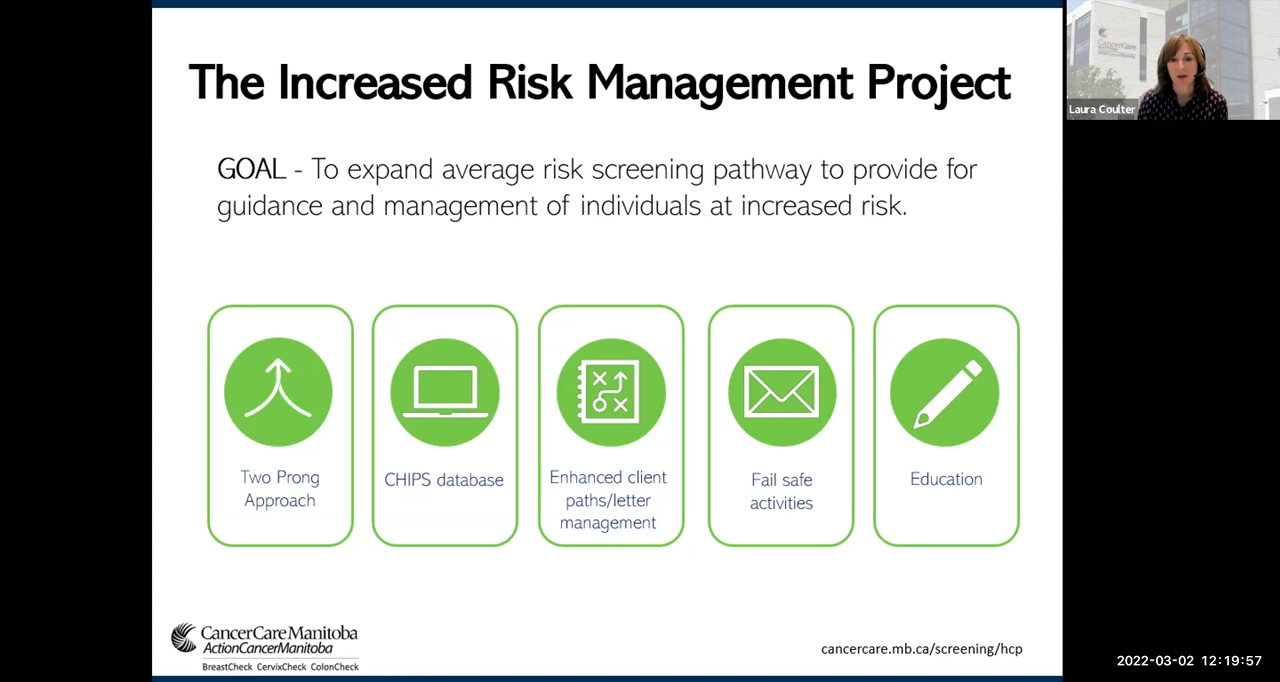 The Increased Risk Management Project
GOAL - To expand average risk screening pathway to provide for
guidance and management of individuals at increased risk.
Two Prong
Approach
CHIPS database
Enhanced client
paths/letter
management
Fail safe
activities
Education
CancerCareManitoba
ActionCancerManitoba
BreastCheck CervixCheck ColonCheck
cancercare.mb.ca/screening/hcp
CancerCare
Laura Coulter
2022-03-02 12:19:57